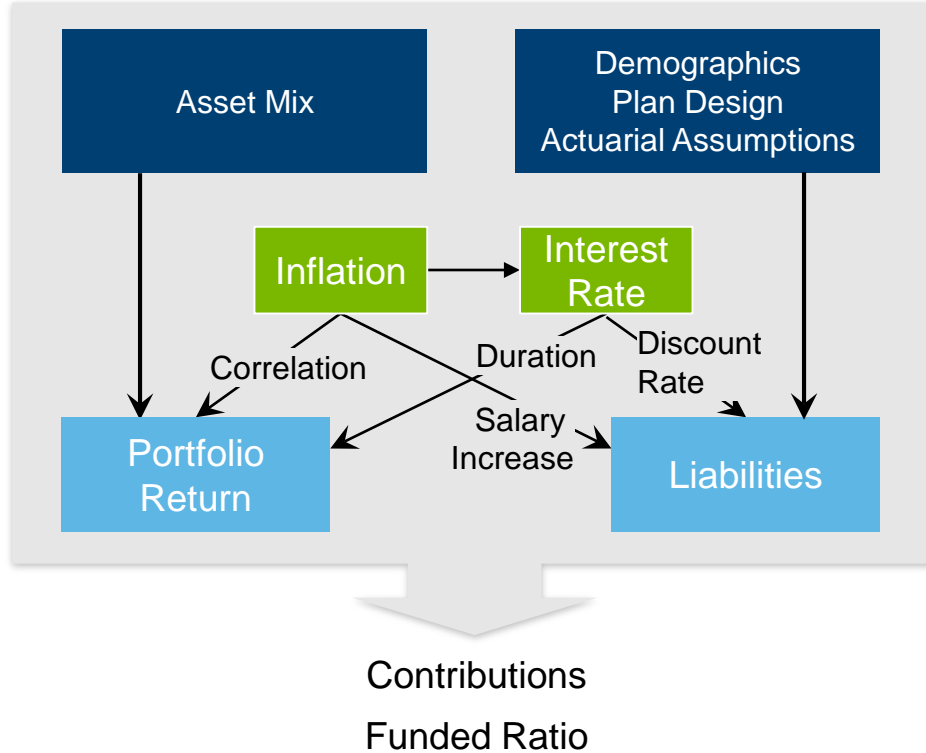 Asset Mix
Demographics
Plan Design
Actuarial Assumptions
Inflation
Interest
Rate
Correlation
Duration
Discount
Rate
Salary
Increase
Portfolio
Return
Liabilities
Contributions
Funded Ratio